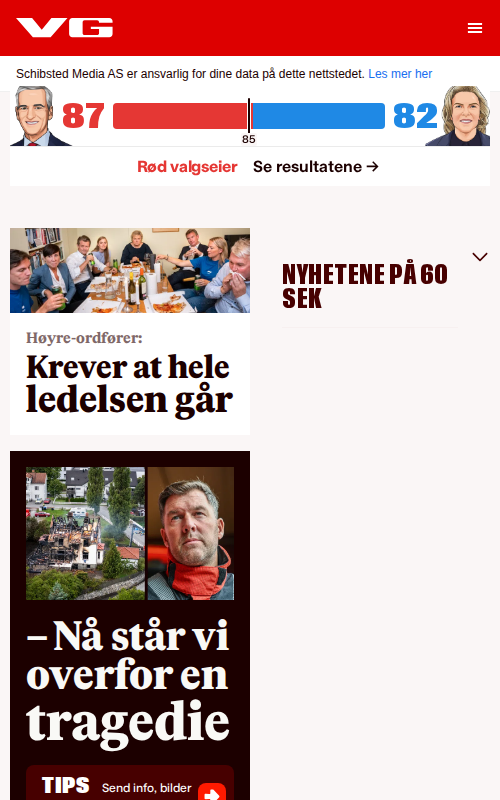 VG
Schibsted Media AS er ansvarlig for dine data på dette nettstedet. Les mer her
87
82
85
Rød valgseier Se resultatene →
NYHETENE PÅ 60
SEK
Høyre-ordfører:
Krever at hele
ledelsen går
– Nå står vi
overfor en
tragedie
TIPS Send info, bilder